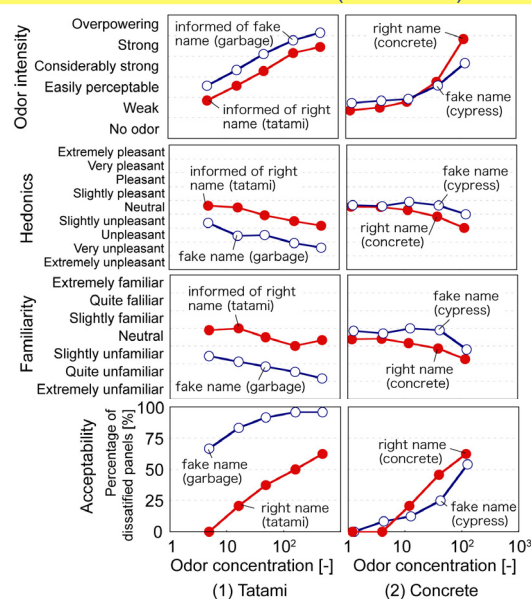 Odor intensity
Overpowering
Strong
Considerably strong
Easily perceptable
Weak
No odor
informed of fake
name (garbage)
informed of right
name (tatami)
right name
(concrete)
fake name
(cypress)
Hedonics
Extremely pleasant
Very pleasant
Pleasant
Slightly pleasant
Neutral
Slightly unpleasant
Unpleasant
Very unpleasant
Extremely unpleasant
informed of right
name (tatami)
fake name (garbage)
fake name
(cypress)
right name
(concrete)
Familiarity
Extremely familiar
Quite faliliar
Slightly familiar
Neutral
Slightly unfamiliar
Quite unfamiliar
Extremely unfamiliar
informed of right
name (tatami)
fake name (garbage)
fake name
(cypress)
right name
(concrete)
Acceptability
Percentage of
dissatified panels [%]
100
75
50
25
0
fake name
(garbage)
right name
(tatami)
right name
(concrete)
fake name
(cypress)
1 10 10² 1 10 10² 10³
Odor concentration [-] Odor concentration [-]
(1) Tatami (2) Concrete